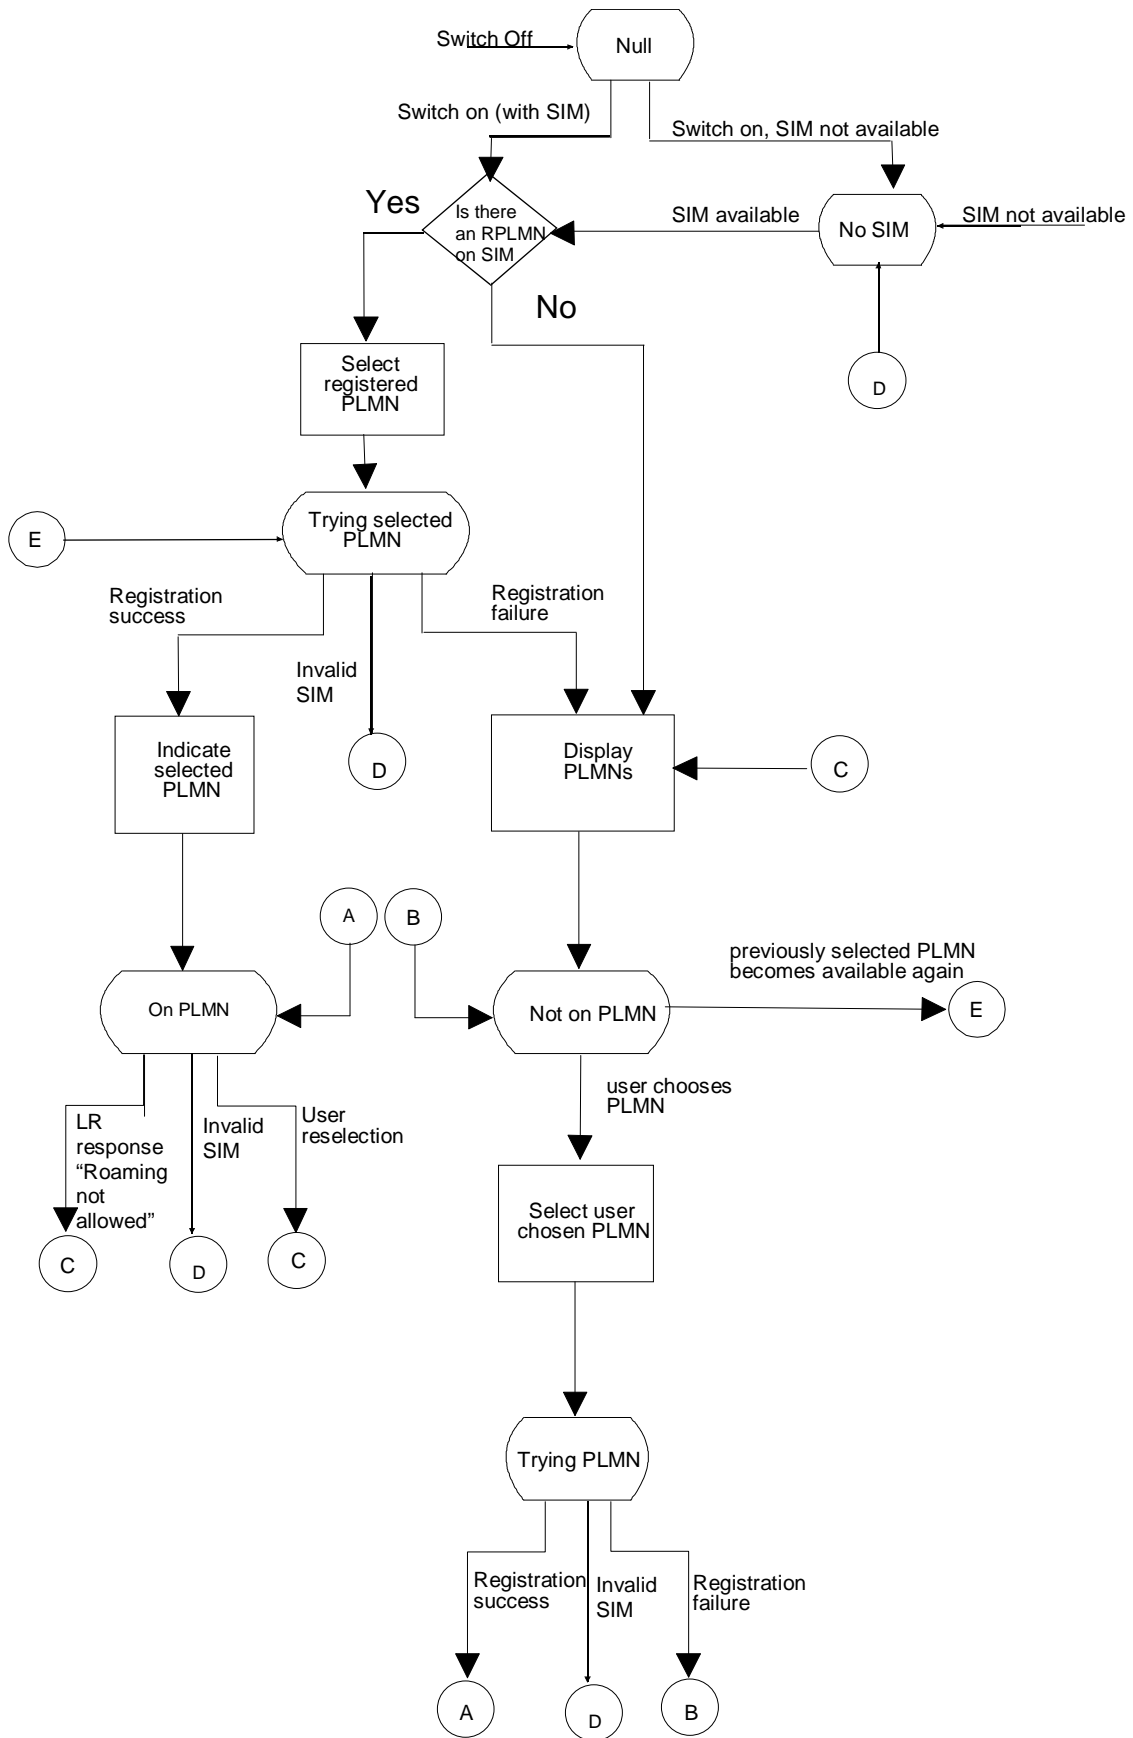 Switch Off
Null
Switch on (with SIM)
Switch on, SIM not available
Yes
Is there
an RPLMN
on SIM
SIM available
No SIM
SIM not available
No
D
Select
registered
PLMN
E
Trying selected
PLMN
Registration
success
Invalid
SIM
Registration
failure
Indicate
selected
PLMN
D
Display
PLMNs
C
A
B
previously selected PLMN
becomes available again
On PLMN
Not on PLMN
E
LR
response
“Roaming
not
allowed”
Invalid
SIM
User
reselection
user chooses
PLMN
C
D
C
Select user
chosen PLMN
Trying PLMN
Registration
success
Invalid
SIM
Registration
failure
A
D
B